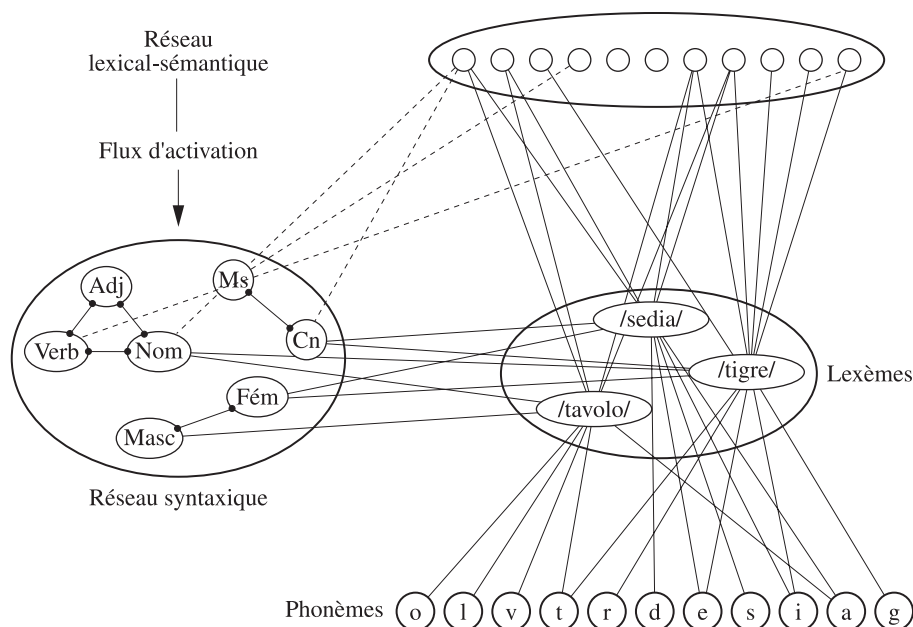 Réseau
lexical-sémantique
Flux d'activation
Adj
Ms
Verb
Nom
Cn
Fém
Masc
Réseau syntaxique
/sedia/
/tigre/
/tavolo/
Lexèmes
Phonèmes o l v t r d e s i a g